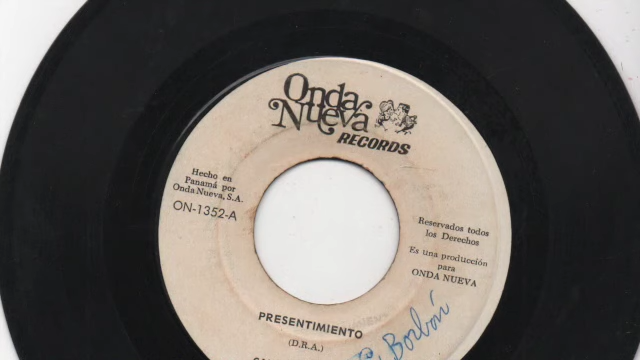 Onda
Nueva
RECORDS
Hecho en
Panamá por
Onda Nueva, S.A.
ON-1352-A
Reservados todos
los Derechos
Es una producción
para
ONDA NUEVA
PRESENTIMIENTO
(D.R.A.)
Borbón